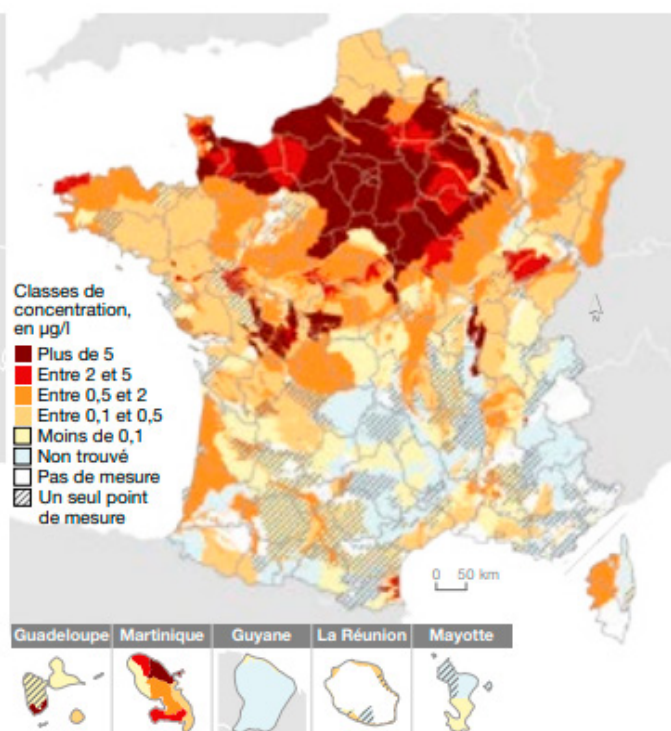 Classes de
concentration,
en µg/l
Plus de 5
Entre 2 et 5
Entre 0,5 et 2
Entre 0,1 et 0,5
Moins de 0,1
Non trouvé
Pas de mesure
Un seul point
de mesure
N
0 50 km
Guadeloupe Martinique Guyane La Réunion Mayotte